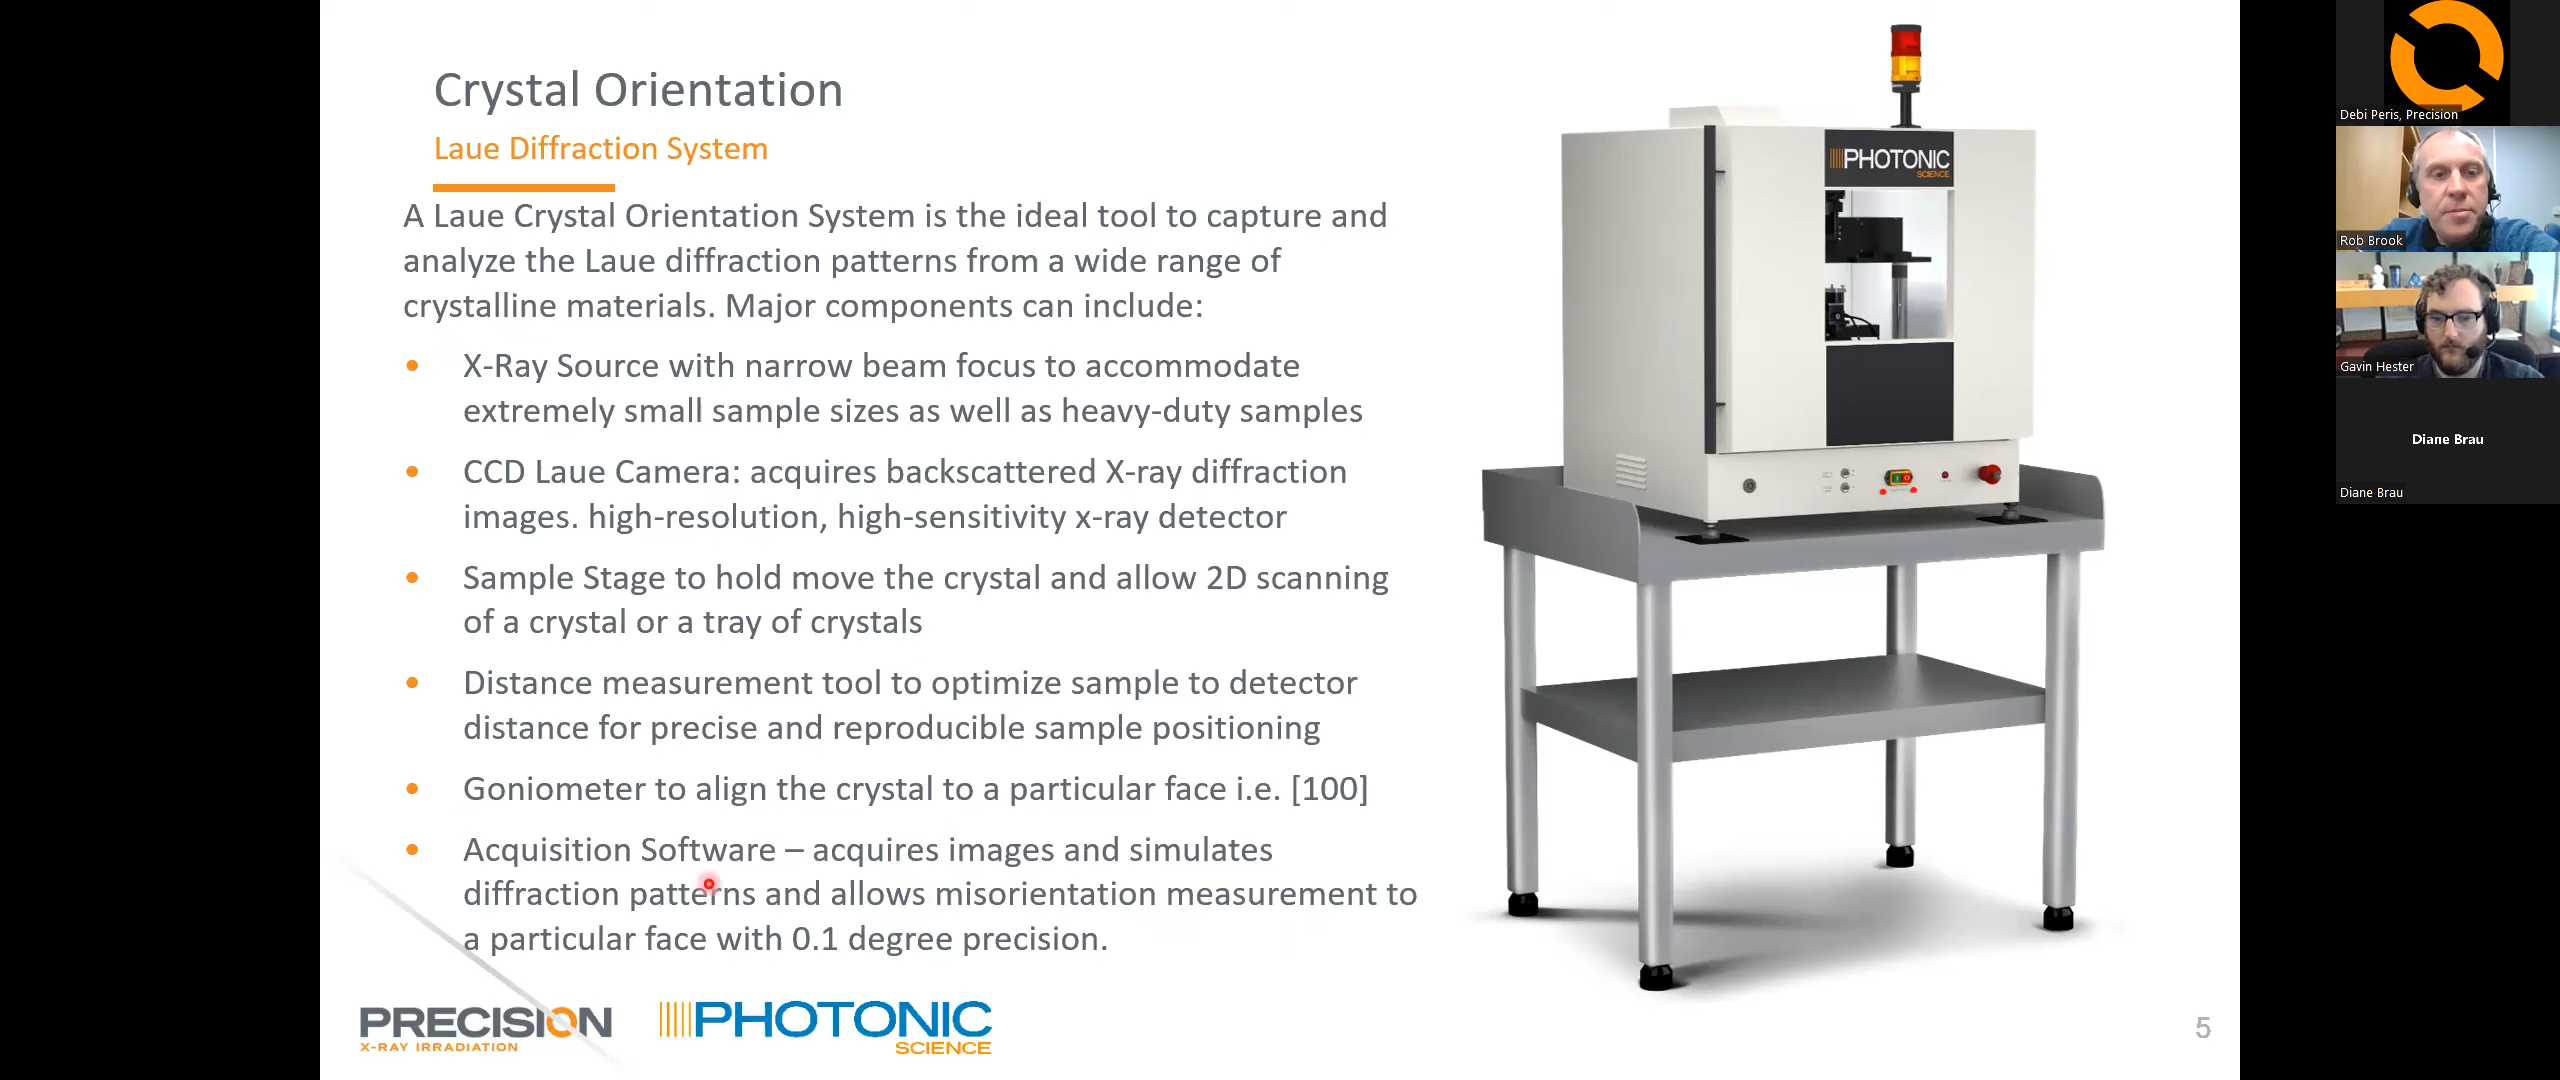 Crystal Orientation
Laue Diffraction System
A Laue Crystal Orientation System is the ideal tool to capture and
analyze the Laue diffraction patterns from a wide range of
crystalline materials. Major components can include:
• X-Ray Source with narrow beam focus to accommodate
extremely small sample sizes as well as heavy-duty samples
• CCD Laue Camera: acquires backscattered X-ray diffraction
images. high-resolution, high-sensitivity x-ray detector
• Sample Stage to hold move the crystal and allow 2D scanning
of a crystal or a tray of crystals
• Distance measurement tool to optimize sample to detector
distance for precise and reproducible sample positioning
• Goniometer to align the crystal to a particular face i.e. [100]
• Acquisition Software – acquires images and simulates
diffraction patterns and allows misorientation measurement to
a particular face with 0.1 degree precision.
PRECISION
X-RAY IRRADIATION
PHOTONIC
SCIENCE
PHOTONIC
SCIENCE
5
Debi Peris, Precision
Rob Brook
Gavin Hester
Diane Brau
Diane Brau